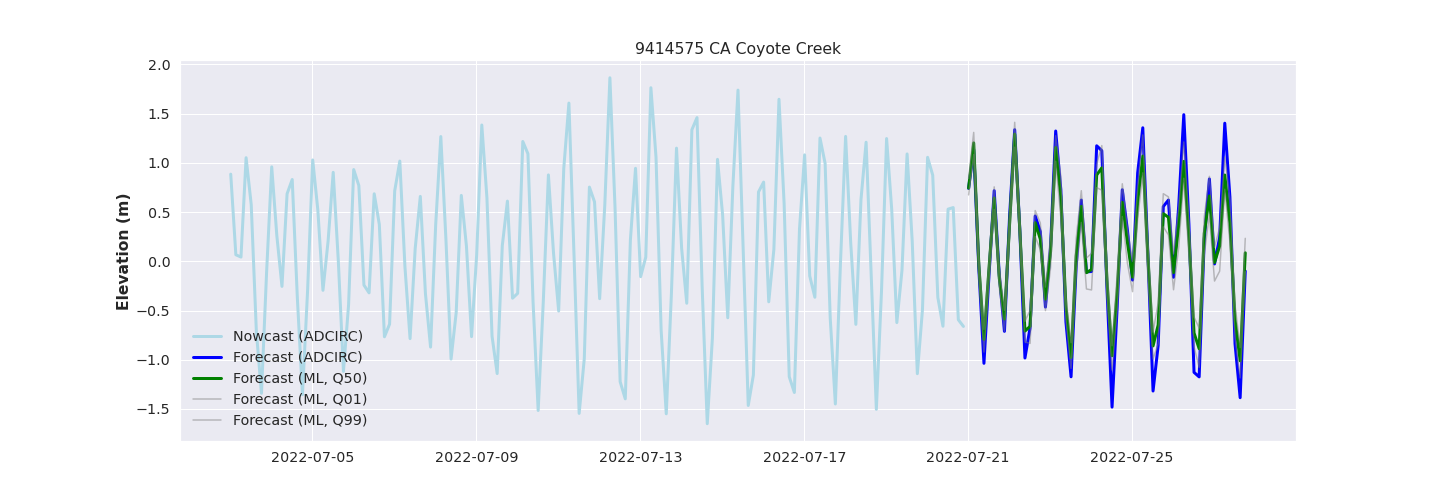 9414575 CA Coyote Creek
2.0
1.5
1.0
0.5
0.0
−0.5
−1.0
−1.5
Elevation (m)
Nowcast (ADCIRC)
Forecast (ADCIRC)
Forecast (ML, Q50)
Forecast (ML, Q01)
Forecast (ML, Q99)
2022-07-05 2022-07-09 2022-07-13 2022-07-17 2022-07-21 2022-07-25